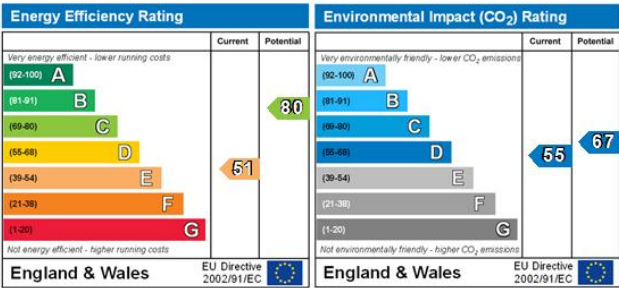 Energy Efficiency Rating
Current Potential
Very energy efficient - lower running costs
(92-100) A
(81-91) B
(69-80) C
(55-68) D
(39-54) E
(21-38) F
(1-20) G
80
51
Not energy efficient - higher running costs
England & Wales
EU Directive
2002/91/EC
Environmental Impact (CO2) Rating
Current Potential
Very environmentally friendly - lower CO2 emissions
(92-100) A
(81-91) B
(69-80) C
(55-68) D
(39-54) E
(21-38) F
(1-20) G
55
67
Not environmentally friendly - higher CO2 emissions
England & Wales
EU Directive
2002/91/EC